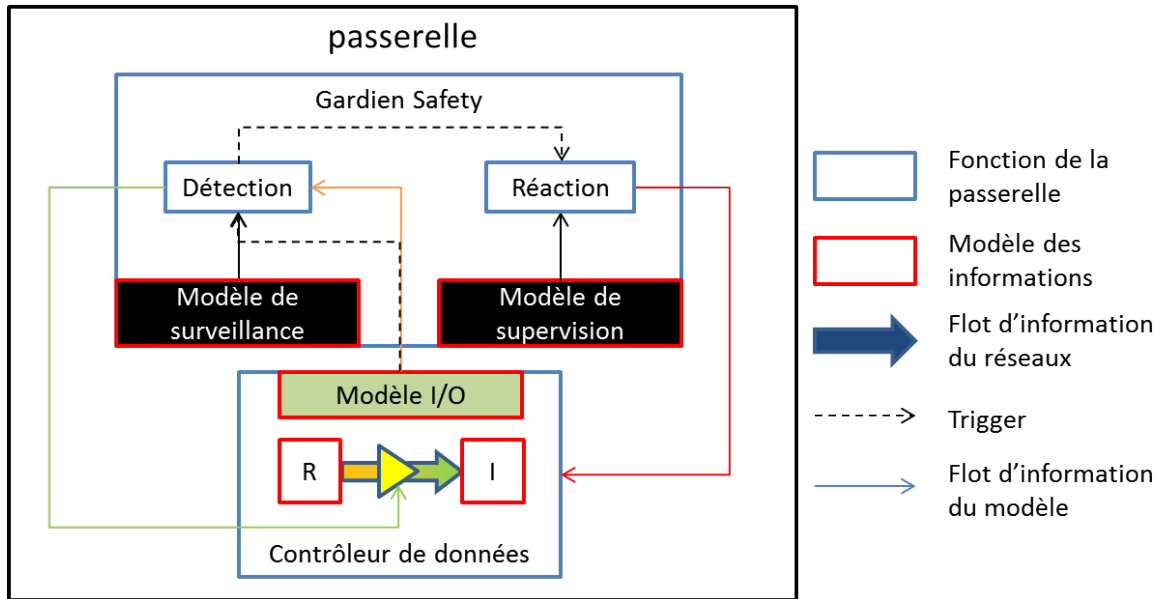 passerelle
Gardien Safety
Détection
Réaction
Modèle de
surveillance
Modèle de
supervision
Modèle I/O
R
I
Contrôleur de données
Fonction de la
passerelle
Modèle des
informations
Flot d’information
du réseaux
Trigger
Flot d’information
du modèle